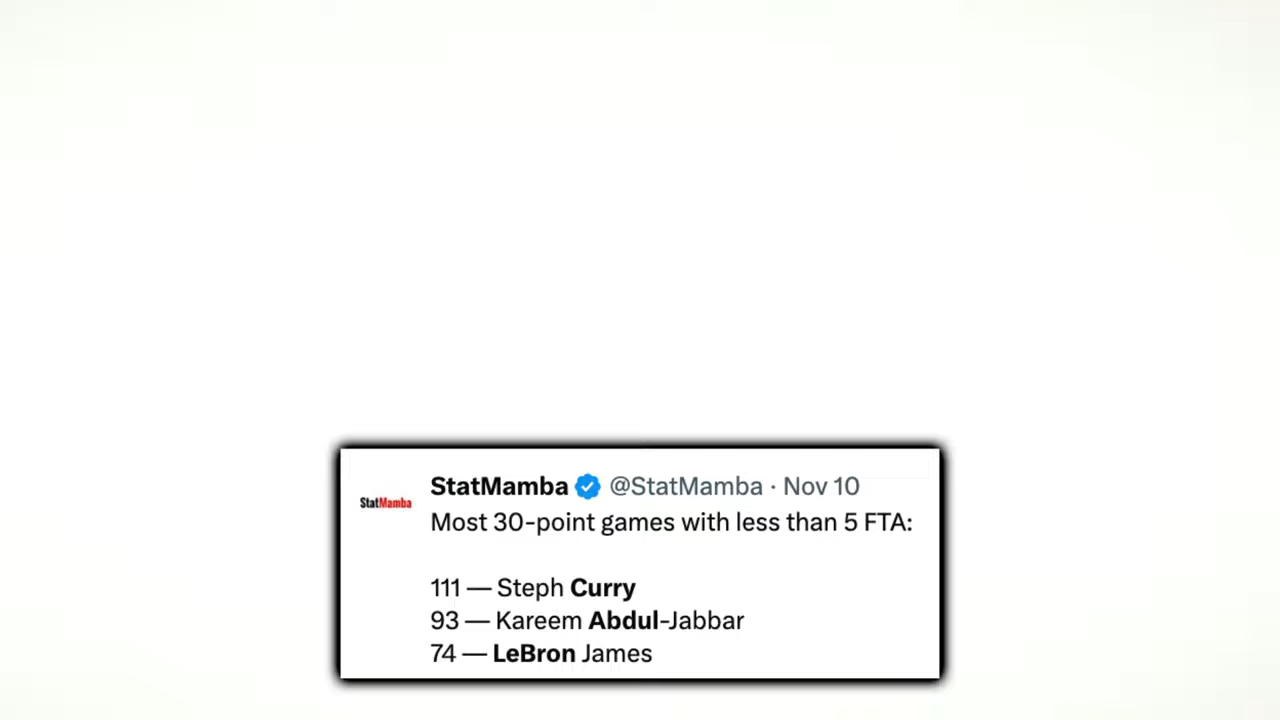 StatMamba @StatMamba · Nov 10
StatMamba
Most 30-point games with less than 5 FTA:
111 — Steph Curry
93 — Kareem Abdul-Jabbar
74 — LeBron James